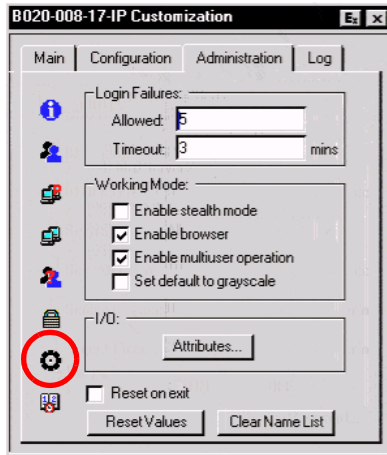 B020-008-17-IP Customization
Ex
Main Configuration Administration Log
Login Failures:
Allowed: 5
Timeout: 3 mins
Working Mode:
Enable stealth mode
Enable browser
Enable multiuser operation
Set default to grayscale
I/O:
Attributes...
Reset on exit
Reset Values Clear Name List